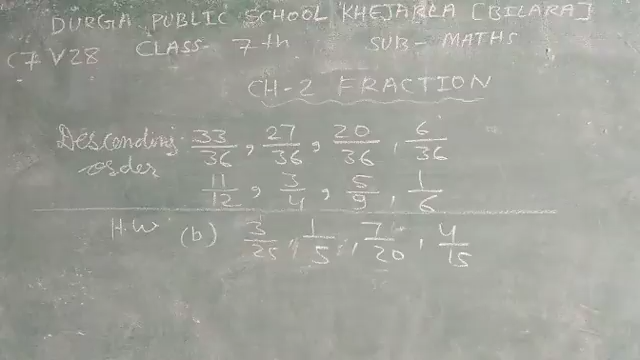 DURGA PUBLIC SCHOOL KHEJARLA [BILARA]
C7 V28 CLASS- 7th SUB- MATHS
CH-2 FRACTION
Descending order 33/36, 27/36, 20/36, 6/36
11/12, 3/4, 5/9, 1/6
H.W. (b) 3/25, 1/5, 7/20, 4/15